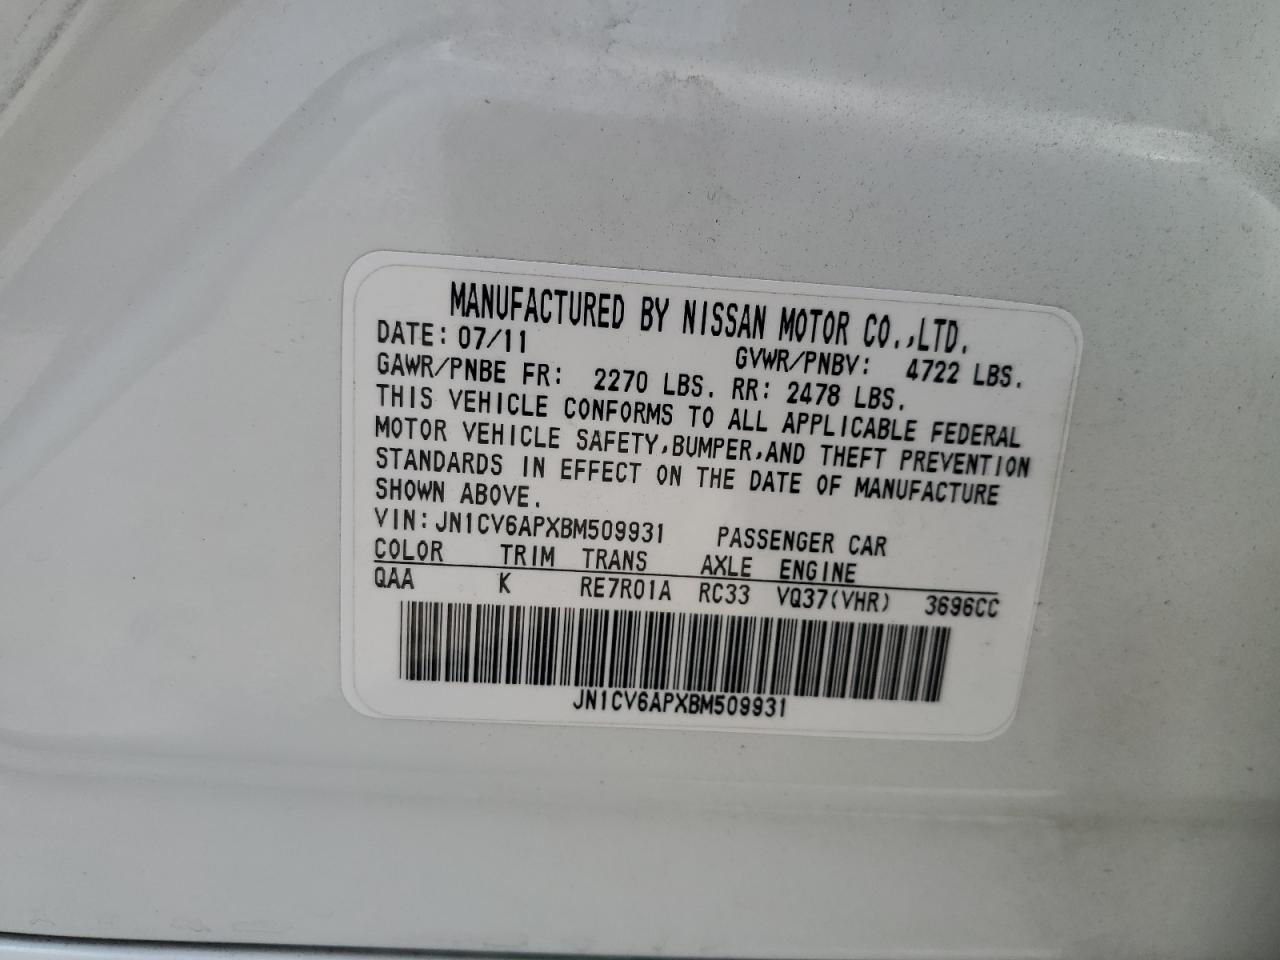 MANUFACTURED BY NISSAN MOTOR CO.,LTD.
DATE: 07/11 GVWR/PNBV: 4722 LBS.
GAWR/PNBE FR: 2270 LBS. RR: 2478 LBS.
THIS VEHICLE CONFORMS TO ALL APPLICABLE FEDERAL
MOTOR VEHICLE SAFETY,BUMPER,AND THEFT PREVENTION
STANDARDS IN EFFECT ON THE DATE OF MANUFACTURE
SHOWN ABOVE.
VIN:JN1CV6APXBM509931 PASSENGER CAR
COLOR TRIM TRANS AXLE ENGINE
QAA K RE7R01A RC33 VQ37(VHR) 3696CC
JN1CV6APXBM509931